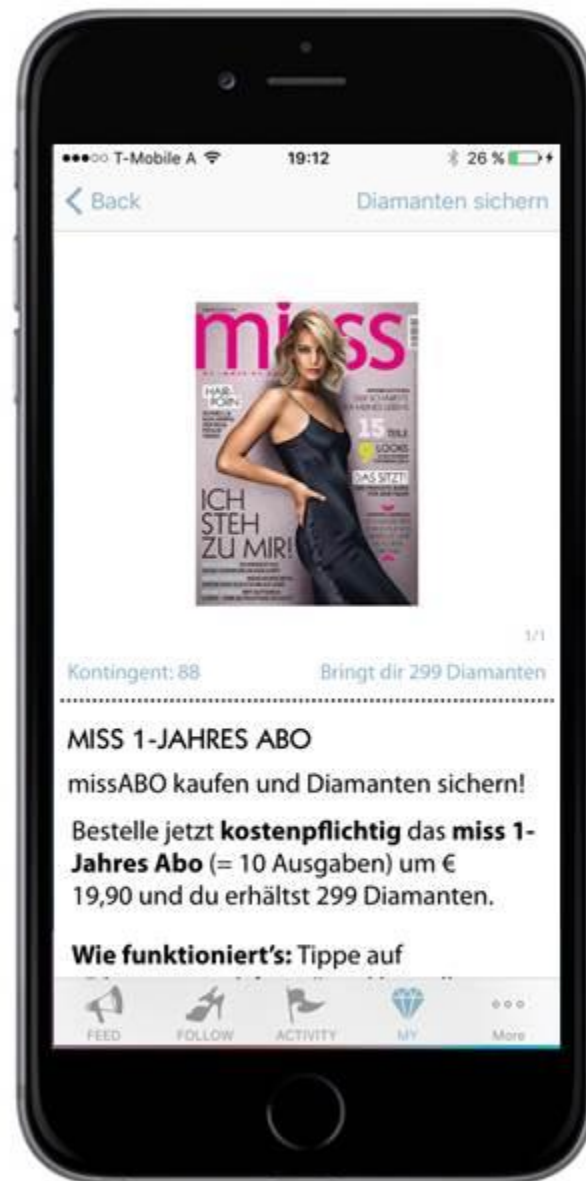 T-Mobile A 19:12 26 %
Back Diamanten sichern
miss
HAIR-
PORN
15 TEILE
9 LOOKS
DAS SITZT!
ICH
STEH
ZU MIR!
1/1
Kontingent: 88 Bringt dir 299 Diamanten
MISS 1-JAHRES ABO
missABO kaufen und Diamanten sichern!
Bestelle jetzt kostenpflichtig das miss 1-
Jahres Abo (= 10 Ausgaben) um €
19,90 und du erhältst 299 Diamanten.
Wie funktioniert's: Tippe auf
FEED FOLLOW ACTIVITY MY More